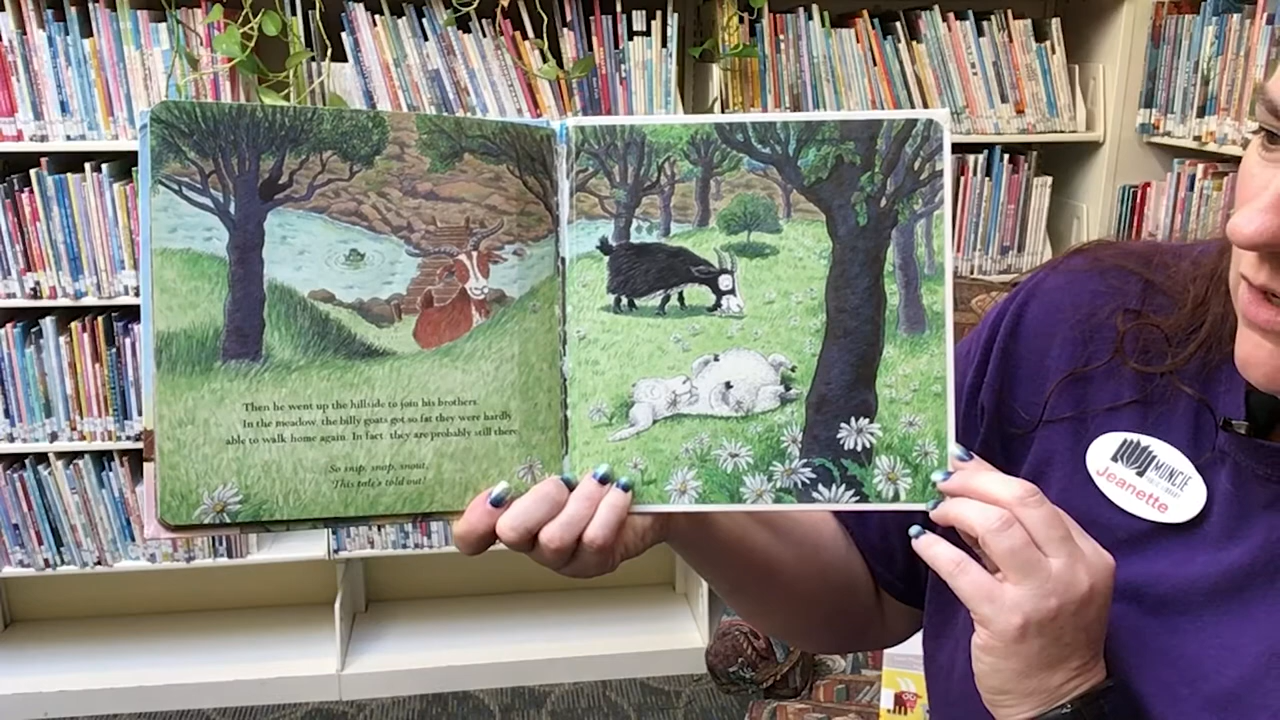 Then he went up the hillside to join his brothers.
In the meadow, the billy goats got so fat they were hardly
able to walk home again. In fact, they are probably still there.
So snip, snap, snout,
This tale's told out!
MUNCIE
PUBLIC LIBRARY
Jeanette